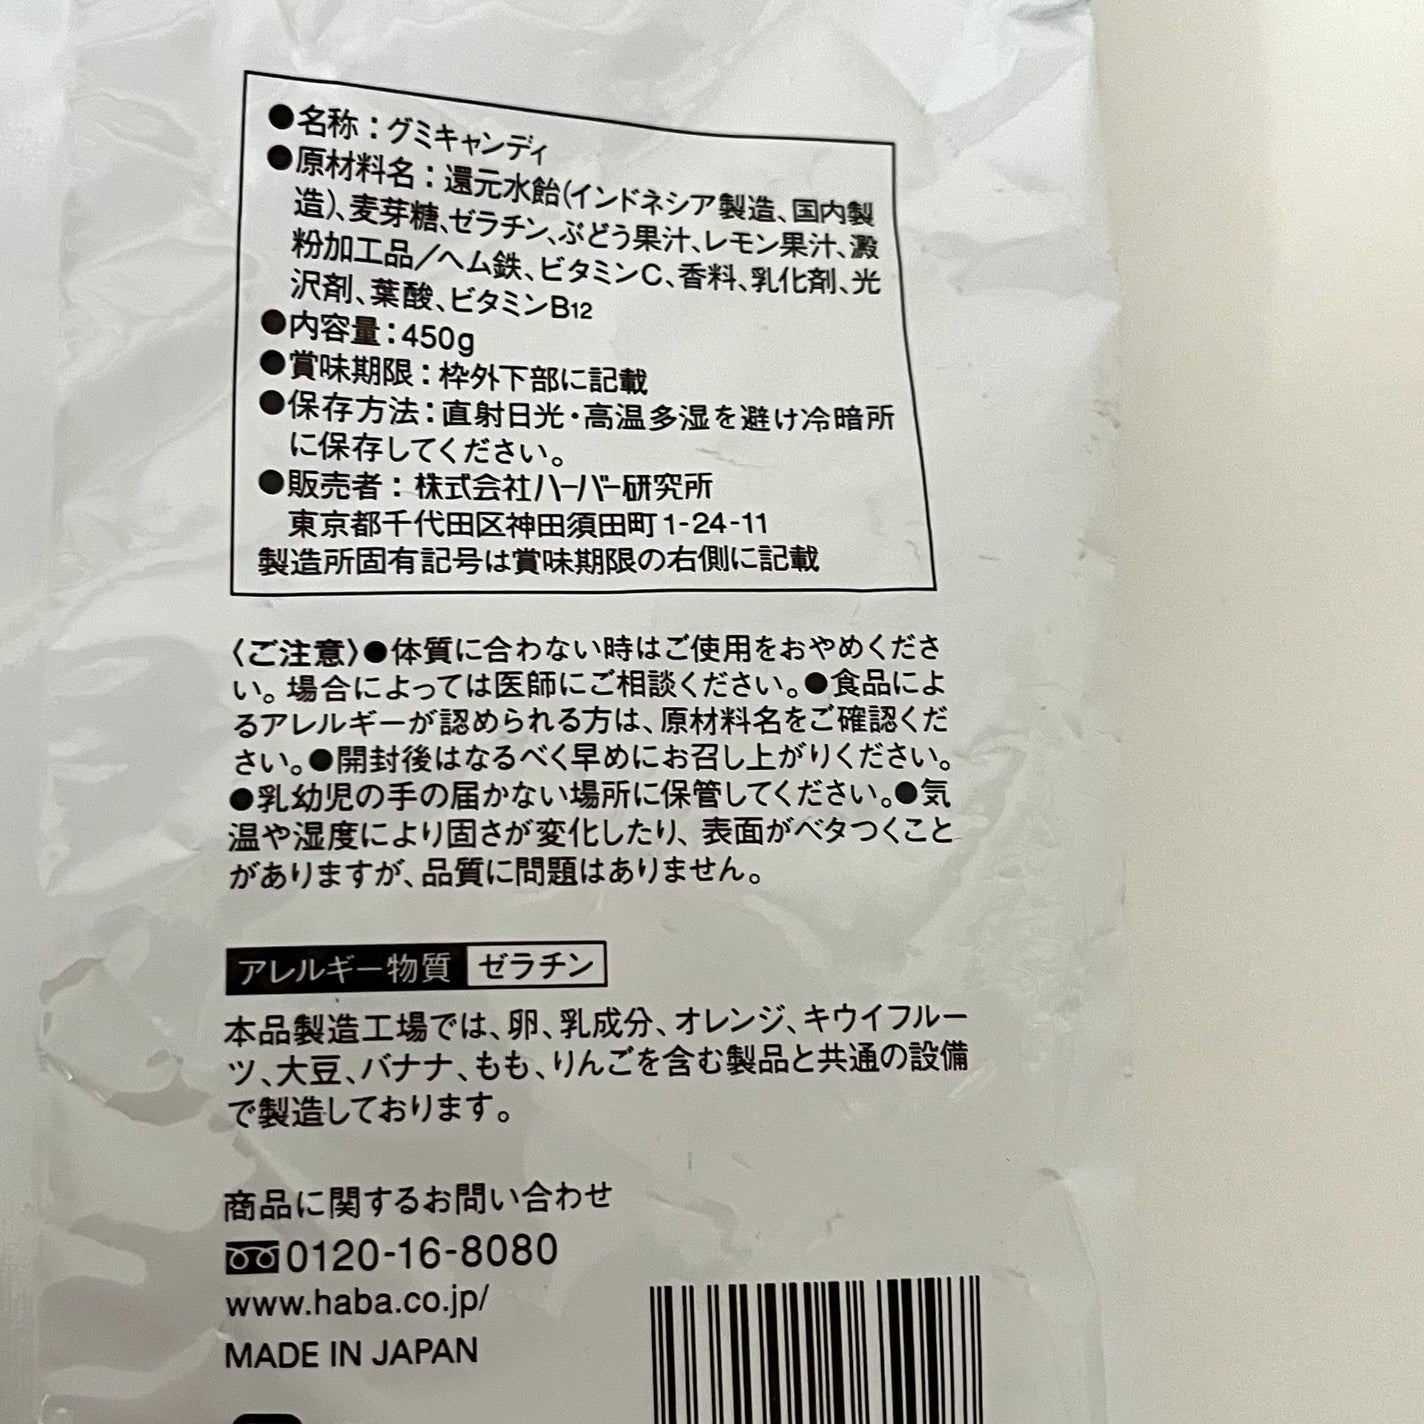 ●名称：グミキャンディ
●原材料名：還元水飴(インドネシア製造、国内製
造)、麦芽糖、ゼラチン、ぶどう果汁、レモン果汁、澱
粉加工品／ヘム鉄、ビタミンC、香料、乳化剤、光
沢剤、葉酸、ビタミンB12
●内容量：450g
●賞味期限：枠外下部に記載
●保存方法：直射日光・高温多湿を避け冷暗所
に保存してください。
●販売者：株式会社ハーバー研究所
東京都千代田区神田須田町1-24-11
製造所固有記号は賞味期限の右側に記載
〈ご注意〉●体質に合わない時はご使用をおやめくださ
い。場合によっては医師にご相談ください。●食品によ
るアレルギーが認められる方は、原材料名をご確認くだ
さい。●開封後はなるべく早めにお召し上がりください。
●乳幼児の手の届かない場所に保管してください。●気
温や湿度により固さが変化したり、表面がベタつくこと
がありますが、品質に問題はありません。
アレルギー物質 ゼラチン
本品製造工場では、卵、乳成分、オレンジ、キウイフルー
ツ、大豆、バナナ、もも、りんごを含む製品と共通の設備
で製造しております。
商品に関するお問い合わせ
0120-16-8080
www.haba.co.jp/
MADE IN JAPAN